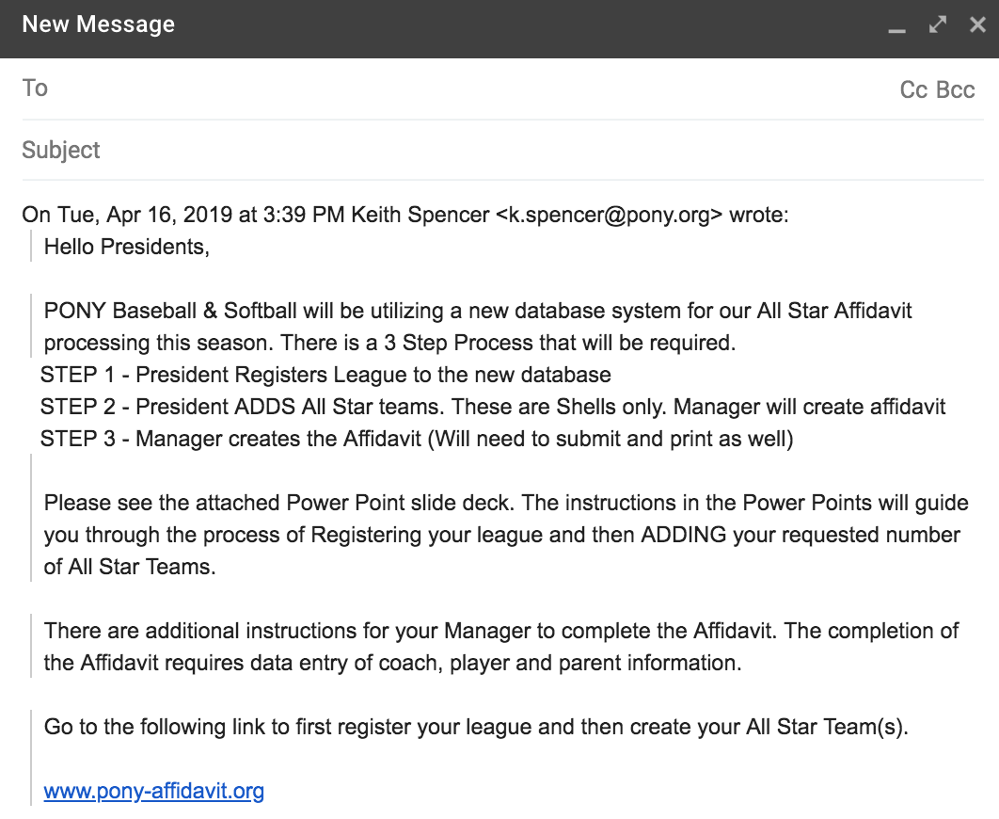 New Message
To
Cc Bcc
Subject
On Tue, Apr 16, 2019 at 3:39 PM Keith Spencer <k.spencer@pony.org> wrote:
Hello Presidents,
PONY Baseball & Softball will be utilizing a new database system for our All Star Affidavit
processing this season. There is a 3 Step Process that will be required.
STEP 1 - President Registers League to the new database
STEP 2 - President ADDS All Star teams. These are Shells only. Manager will create affidavit
STEP 3 - Manager creates the Affidavit (Will need to submit and print as well)
Please see the attached Power Point slide deck. The instructions in the Power Points will guide
you through the process of Registering your league and then ADDING your requested number
of All Star Teams.
There are additional instructions for your Manager to complete the Affidavit. The completion of
the Affidavit requires data entry of coach, player and parent information.
Go to the following link to first register your league and then create your All Star Team(s).
www.pony-affidavit.org